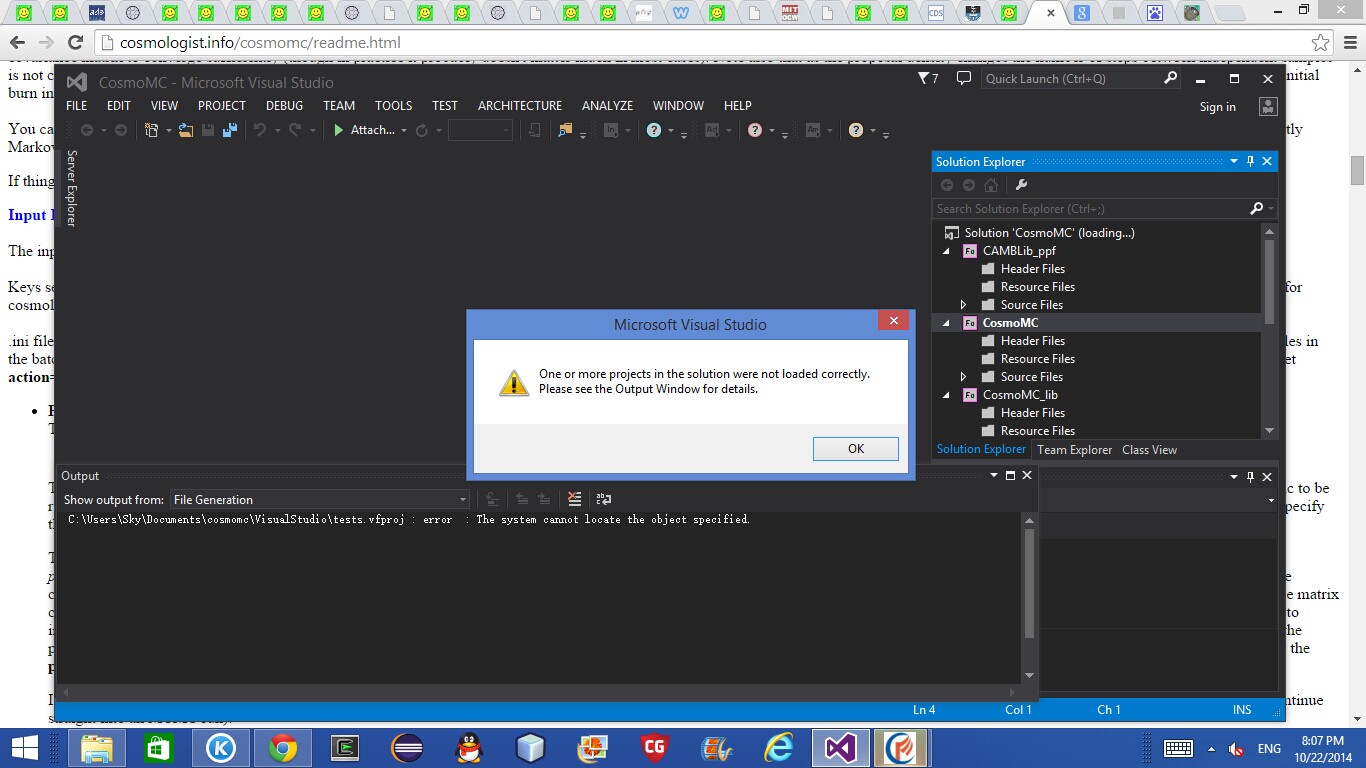 cosmologist.info/cosmomc/readme.html
is not c
burn in
nitial
You ca
tly
Markov
If thing
Input
The inp
Keys se
for
cosmol
.ini file
les in
the bat
et
action=
CosmoMC - Microsoft Visual Studio
7
Quick Launch (Ctrl+Q)
FILE EDIT VIEW PROJECT DEBUG TEAM TOOLS TEST ARCHITECTURE ANALYZE WINDOW HELP
Sign in
Attach...
Server Explorer
Solution Explorer
Search Solution Explorer (Ctrl+;)
Solution 'CosmoMC' (loading...)
CAMBLib_ppf
Header Files
Resource Files
Source Files
CosmoMC
Header Files
Resource Files
Source Files
CosmoMC_lib
Header Files
Resource Files
Solution Explorer Team Explorer Class View
Microsoft Visual Studio
One or more projects in the solution were not loaded correctly.
Please see the Output Window for details.
OK
Output
Show output from: File Generation
C:\Users\Sky\Documents\cosmomc\VisualStudio\tests.vfproj : error : The system cannot locate the object specified.
c to be
pecify
e matrix
to
the
the
ntinue
Ln 4 Col 1 Ch 1 INS
ENG
8:07 PM
10/22/2014